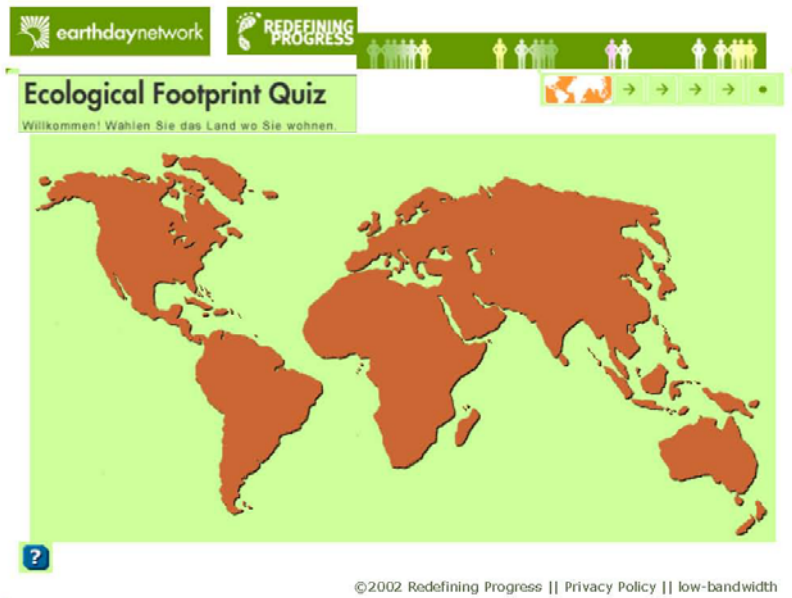 earthdaynetwork
REDEFINING
PROGRESS
Ecological Footprint Quiz
Willkommen! Wahlen Sie das Land wo Sie wohnen.
?
©2002 Redefining Progress || Privacy Policy || low-bandwidth